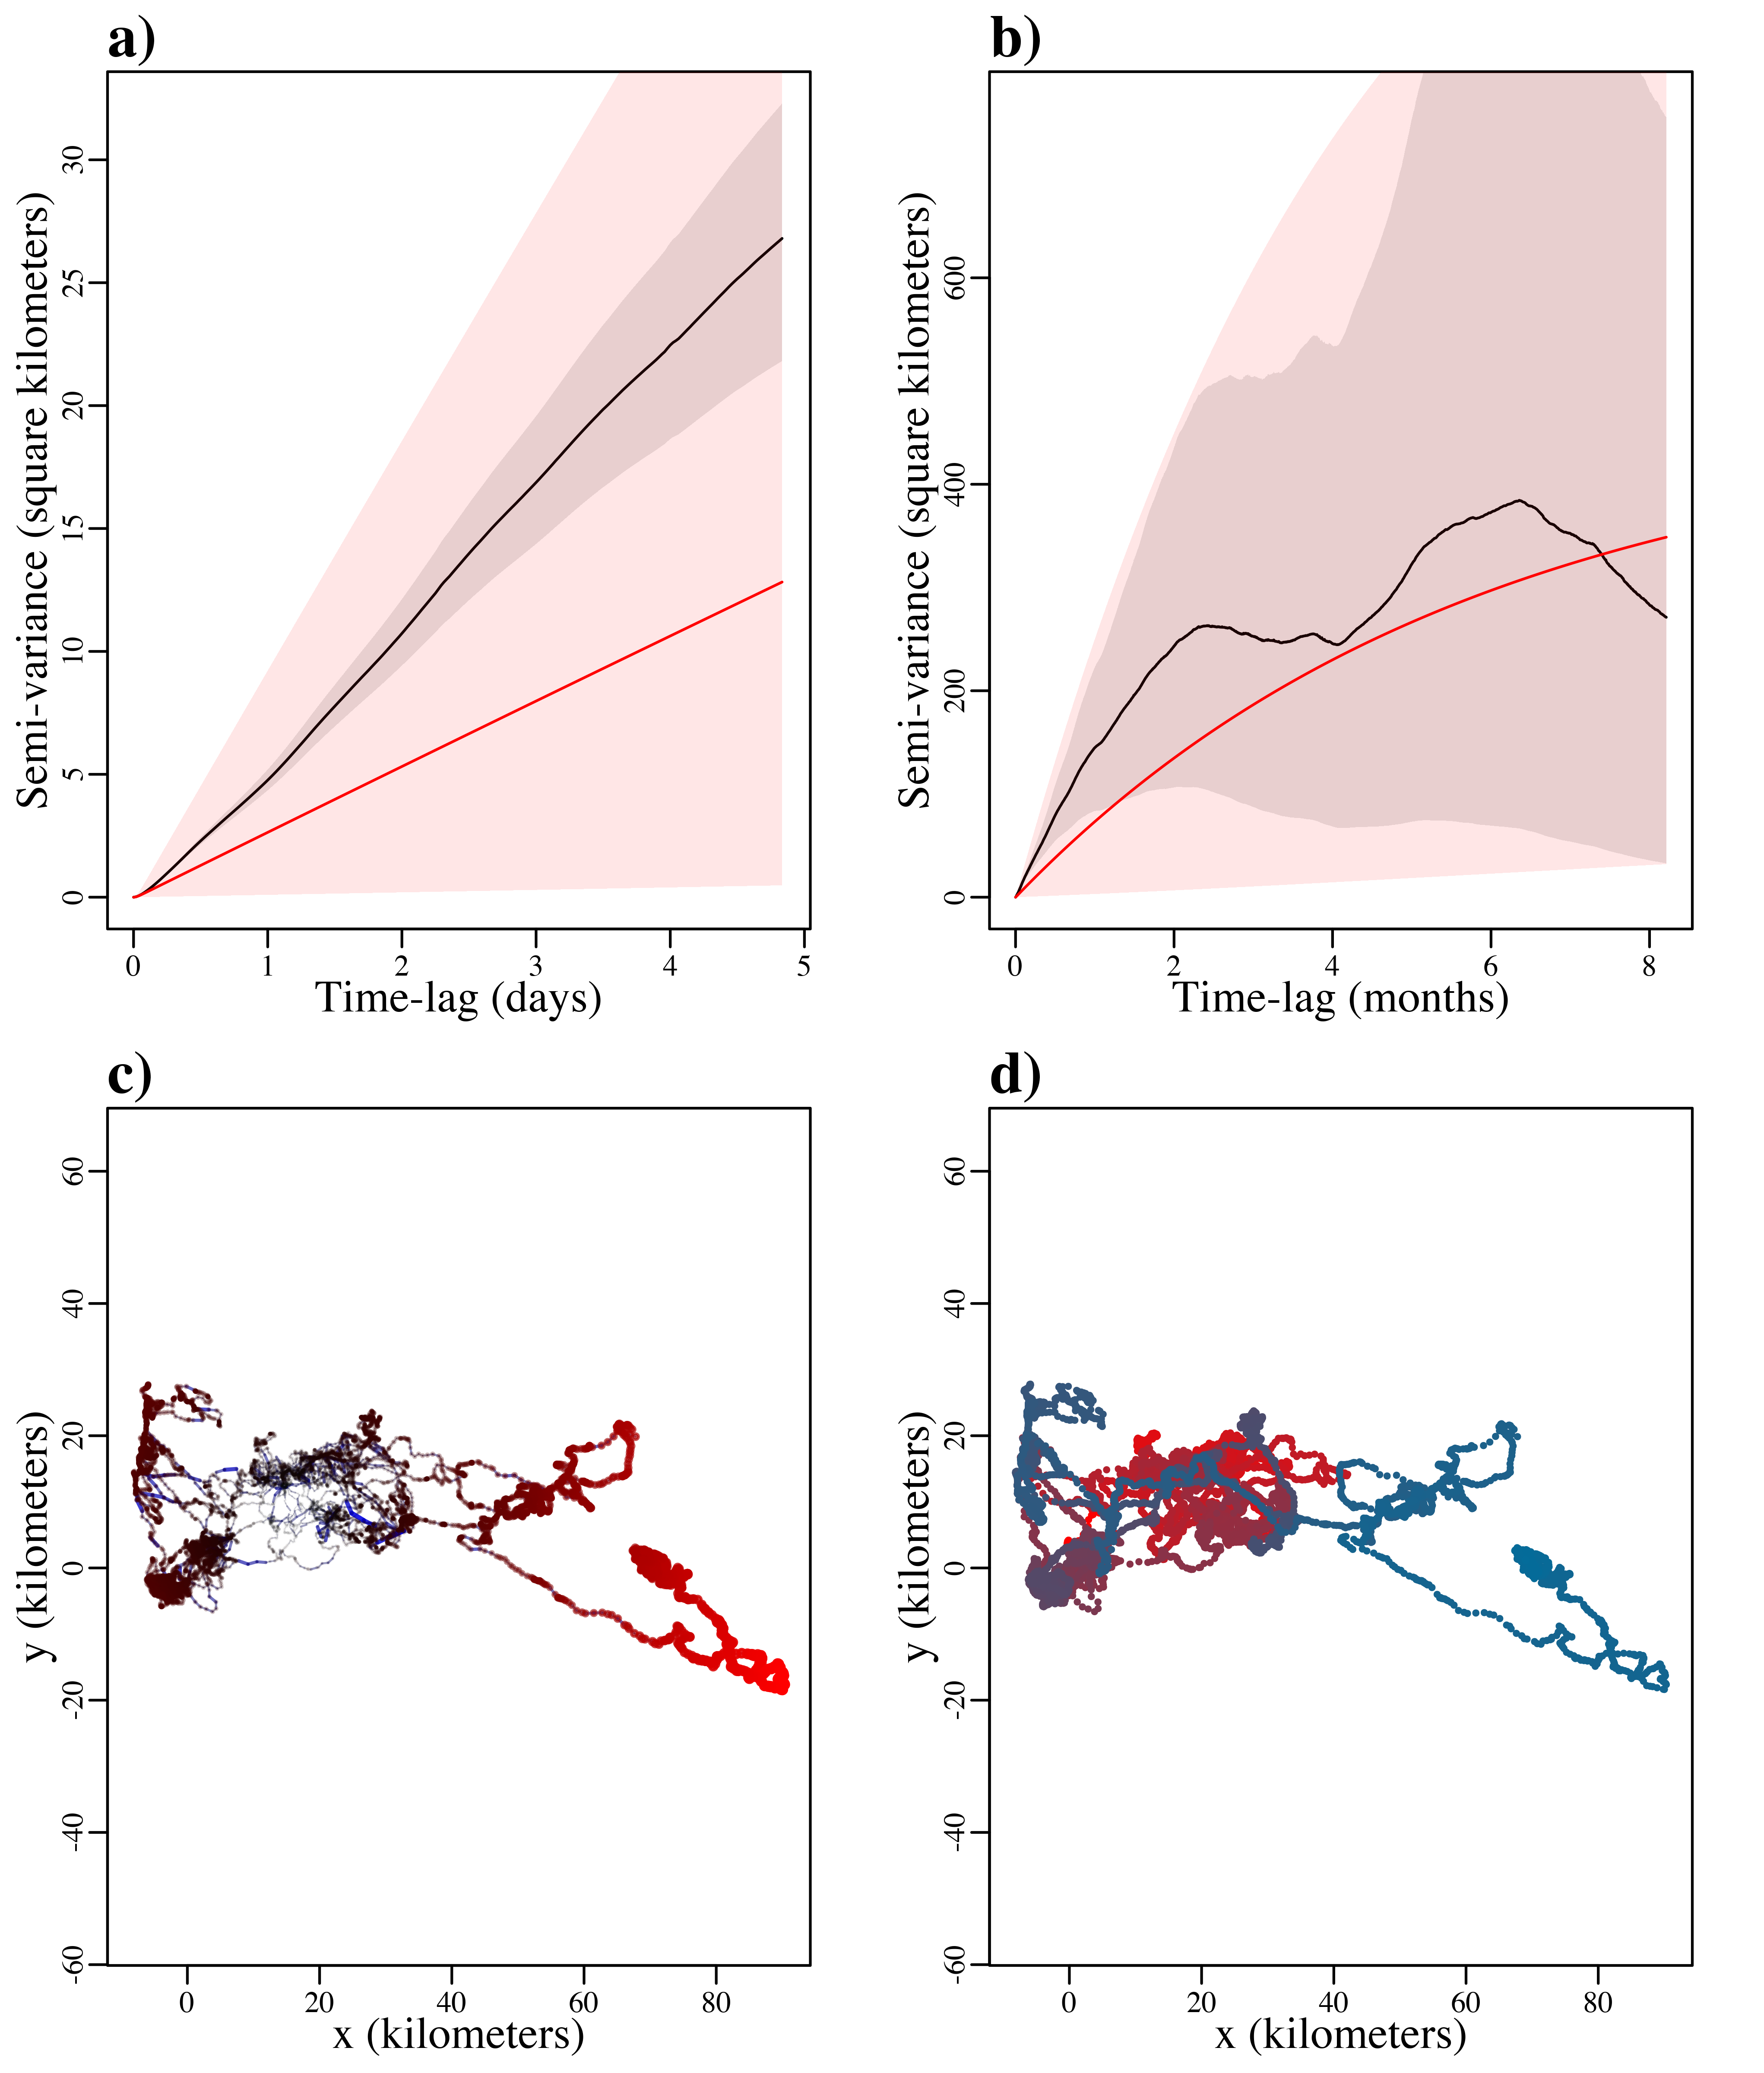 a)
Semi-variance (square kilometers)
0 5 10 15 20 25 30
0 1 2 3 4 5
Time-lag (days)
b)
Semi-variance (square kilometers)
0 200 400 600
0 2 4 6 8
Time-lag (months)
c)
y (kilometers)
-60 -40 -20 0 20 40 60
0 20 40 60 80
x (kilometers)
d)
y (kilometers)
-60 -40 -20 0 20 40 60
0 20 40 60 80
x (kilometers)